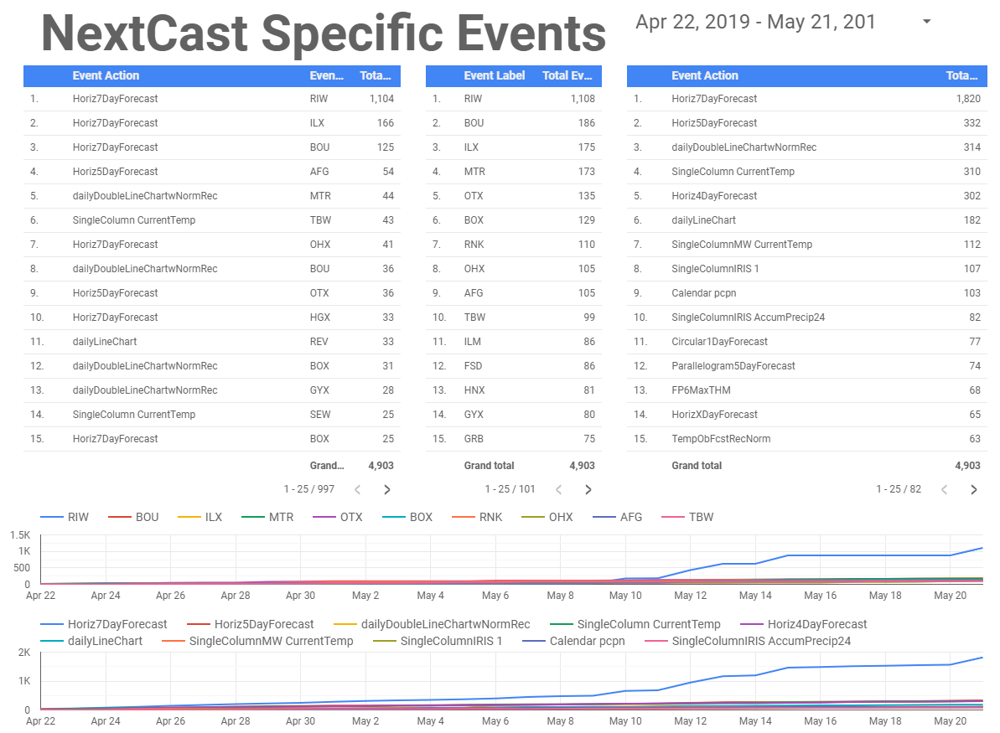 NextCast Specific Events
Apr 22, 2019 - May 21, 201
Event Action Even... Tota...
1. Horiz7DayForecast RIW 1,104
2. Horiz7DayForecast ILX 166
3. Horiz7DayForecast BOU 125
4. Horiz5DayForecast AFG 54
5. dailyDoubleLineChartwNormRec MTR 44
6. SingleColumn CurrentTemp TBW 43
7. Horiz7DayForecast OHX 41
8. dailyDoubleLineChartwNormRec BOU 36
9. Horiz5DayForecast OTX 36
10. Horiz7DayForecast HGX 33
11. dailyLineChart REV 33
12. dailyDoubleLineChartwNormRec BOX 31
13. dailyDoubleLineChartwNormRec GYX 28
14. SingleColumn CurrentTemp SEW 25
15. Horiz7DayForecast BOX 25
Grand... 4,903
1 - 25 / 997
Event Label Total Ev...
1. RIW 1,108
2. BOU 186
3. ILX 175
4. MTR 173
5. OTX 135
6. BOX 129
7. RNK 110
8. OHX 105
9. AFG 105
10. TBW 99
11. ILM 86
12. FSD 86
13. HNX 81
14. GYX 80
15. GRB 75
Grand total 4,903
1 - 25 / 101
Event Action Tota...
1. Horiz7DayForecast 1,820
2. Horiz5DayForecast 332
3. dailyDoubleLineChartwNormRec 314
4. SingleColumn CurrentTemp 310
5. Horiz4DayForecast 302
6. dailyLineChart 182
7. SingleColumnMW CurrentTemp 112
8. SingleColumnIRIS 1 107
9. Calendar pcpn 103
10. SingleColumnIRIS AccumPrecip24 82
11. Circular1DayForecast 77
12. Parallelogram5DayForecast 74
13. FP6MaxTHM 68
14. HorizXDayForecast 65
15. TempObFcstRecNorm 63
Grand total 4,903
1 - 25 / 82
RIW BOU ILX MTR OTX BOX RNK OHX AFG TBW
1.5K
1K
500
0
Apr 22 Apr 24 Apr 26 Apr 28 Apr 30 May 2 May 4 May 6 May 8 May 10 May 12 May 14 May 16 May 18 May 20
Horiz7DayForecast Horiz5DayForecast dailyDoubleLineChartwNormRec SingleColumn CurrentTemp Horiz4DayForecast
dailyLineChart SingleColumnMW CurrentTemp SingleColumnIRIS 1 Calendar pcpn SingleColumnIRIS AccumPrecip24
2K
1K
0
Apr 22 Apr 24 Apr 26 Apr 28 Apr 30 May 2 May 4 May 6 May 8 May 10 May 12 May 14 May 16 May 18 May 20